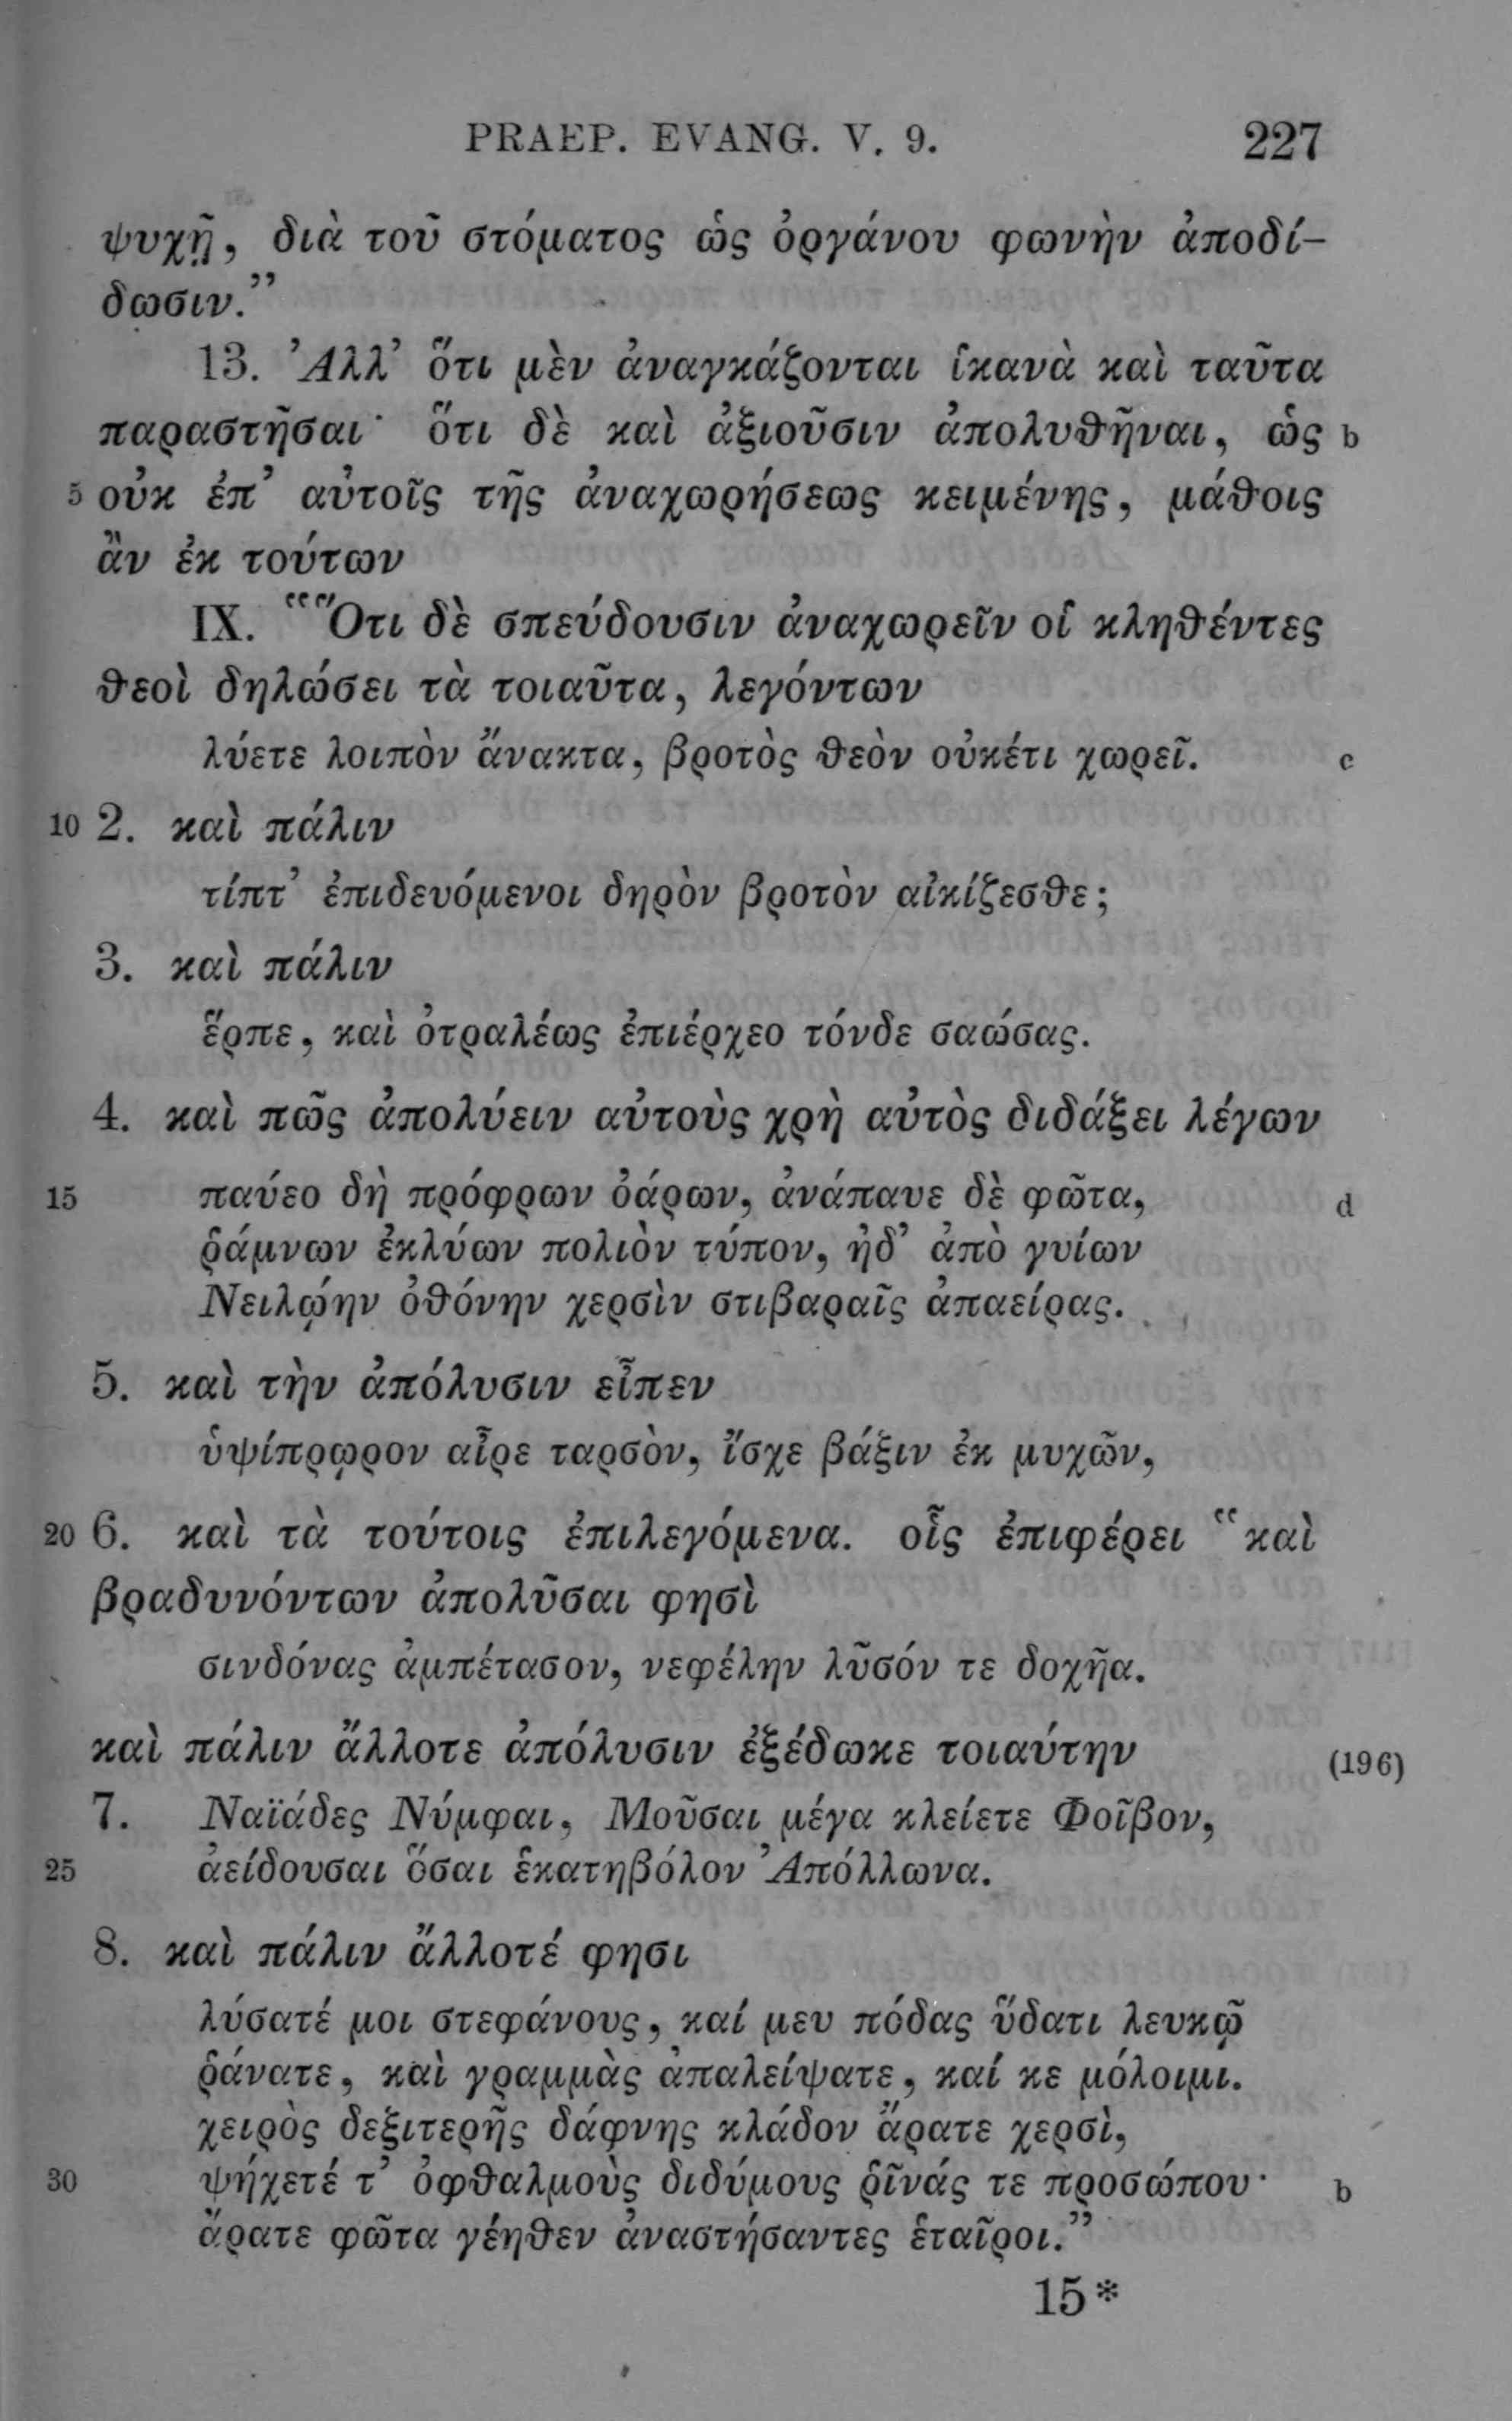 PRAEP. EVANG. V. 9. 227
ψυχῇ, διὰ τοῦ στόματος ὡς ὀργάνου φωνὴν ἀποδί-
δωσιν.”
13. Ἀλλ’ ὅτι μὲν ἀναγκάζονται ἱκανὰ καὶ ταῦτα
παραστῆσαι· ὅτι δὲ καὶ ἀξιοῦσιν ἀπολυθῆναι, ὡς b
5 οὐκ ἐπ’ αὐτοῖς τῆς ἀναχωρήσεως κειμένης, μάθοις
ἂν ἐκ τούτων
IX. “Ὅτι δὲ σπεύδουσιν ἀναχωρεῖν οἱ κληθέντες
θεοὶ δηλώσει τὰ τοιαῦτα, λεγόντων
λύετε λοιπὸν ἄνακτα, βροτὸς θεὸν οὐκέτι χωρεῖ. c
10 2. καὶ πάλιν
τίπτ’ ἐπιδευόμενοι δηρὸν βροτὸν αἰκίζεσθε;
3. καὶ πάλιν
ἕρπε, καὶ ὀτραλέως ἐπιέρχεο τόνδε σαώσας.
4. καὶ πῶς ἀπολύειν αὐτοὺς χρὴ αὐτὸς διδάξει λέγων
15 παύεο δὴ πρόφρων ὀάρων, ἀνάπαυε δὲ φῶτα, d
ῥάμνων ἐκλύων πολιὸν τύπον, ἠδ’ ἀπὸ γυίων
Νειλῴην ὀθόνην χερσὶν στιβαραῖς ἀπαείρας.
5. καὶ τὴν ἀπόλυσιν εἶπεν
ὑψίπρῳρον αἶρε ταρσὸν, ἴσχε βάξιν ἐκ μυχῶν,
20 6. καὶ τὰ τούτοις ἐπιλεγόμενα. οἷς ἐπιφέρει “καὶ
βραδυνόντων ἀπολῦσαι φησὶ
σινδόνας ἀμπέτασον, νεφέλην λῦσόν τε δοχῆα.
καὶ πάλιν ἄλλοτε ἀπόλυσιν ἐξέδωκε τοιαύτην (196)
7. Ναϊάδες Νύμφαι, Μοῦσαι μέγα κλείετε Φοῖβον,
25 ἀείδουσαι ὅσαι ἑκατηβόλον Ἀπόλλωνα.
8. καὶ πάλιν ἄλλοτέ φησι
λύσατέ μοι στεφάνους, καί μευ πόδας ὕδατι λευκῷ
ῥάνατε, καὶ γραμμὰς ἀπαλείψατε, καί κε μόλοιμι.
χειρὸς δεξιτερῆς δάφνης κλάδον ἄρατε χερσὶ,
30 ψήχετέ τ’ ὀφθαλμοὺς διδύμους ῥῖνάς τε προσώπου· b
ἄρατε φῶτα γέηθεν ἀναστήσαντες ἑταῖροι.”
15*